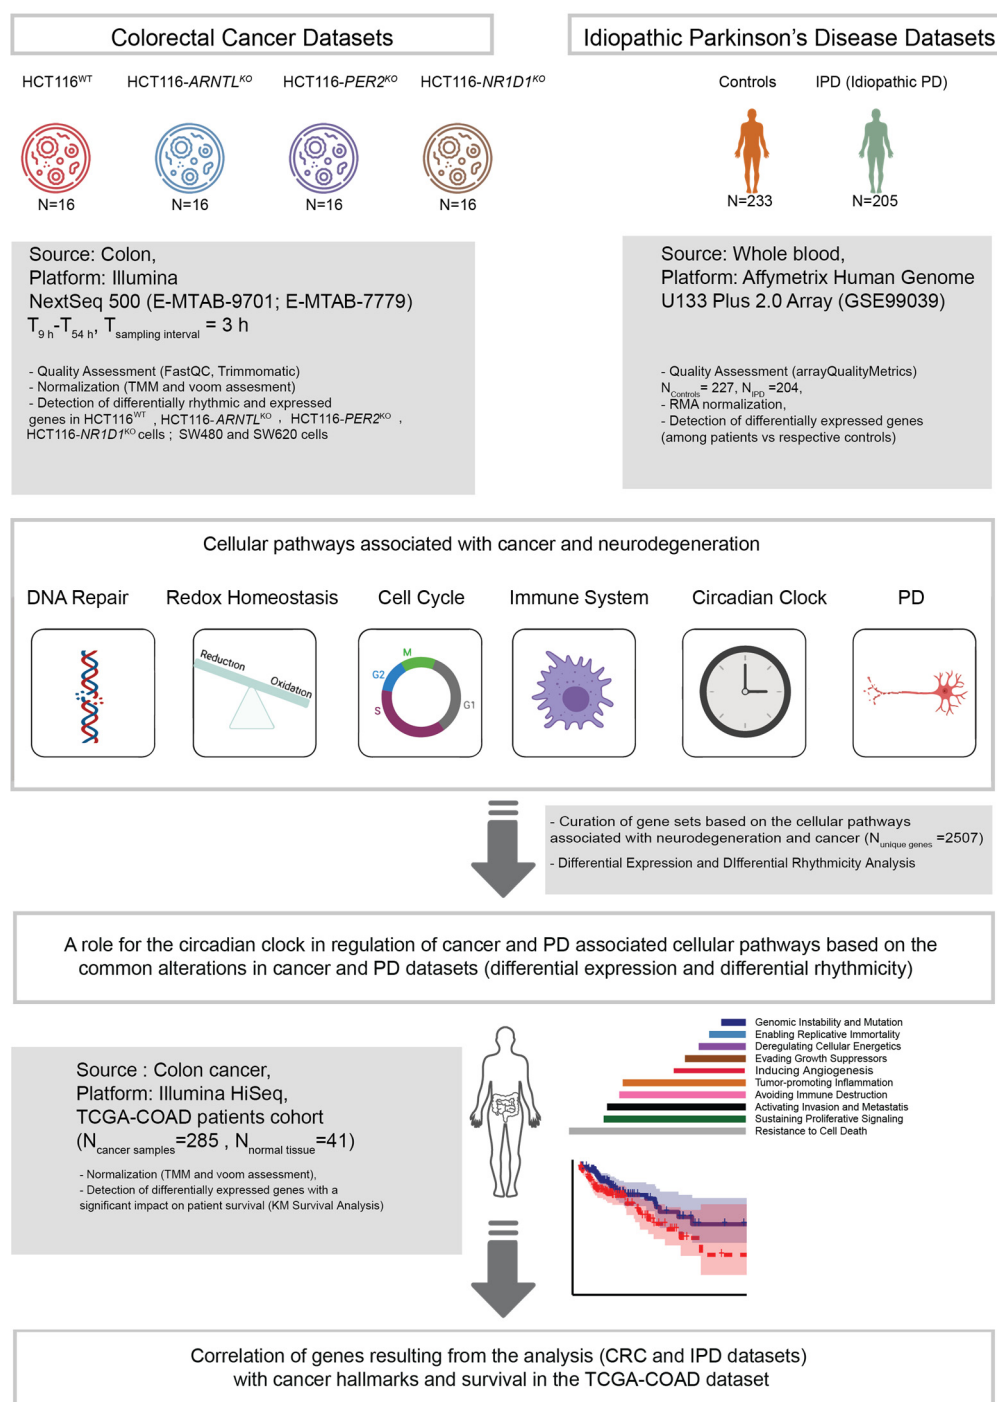 Colorectal Cancer Datasets
Idiopathic Parkinson's Disease Datasets
HCT116WT
HCT116-ARNTLKO
HCT116-PER2KO
HCT116-NR1D1KO
Controls
IPD (Idiopathic PD)
N=16
N=16
N=16
N=16
N=233
N=205
Source: Colon,
Platform: Illumina
NextSeq 500 (E-MTAB-9701; E-MTAB-7779)
T9 h-T54 h, Tsampling interval = 3 h
- Quality Assessment (FastQC, Trimmomatic)
- Normalization (TMM and voom assesment)
- Detection of differentially rhythmic and expressed
genes in HCT116WT , HCT116-ARNTLKO , HCT116-PER2KO ,
HCT116-NR1D1KO cells ; SW480 and SW620 cells
Source: Whole blood,
Platform: Affymetrix Human Genome
U133 Plus 2.0 Array (GSE99039)
- Quality Assessment (arrayQualityMetrics)
NControls= 227, NIPD =204,
- RMA normalization,
- Detection of differentially expressed genes
(among patients vs respective controls)
Cellular pathways associated with cancer and neurodegeneration
DNA Repair
Redox Homeostasis
Cell Cycle
Immune System
Circadian Clock
PD
Reduction
Oxidation
M
G2
S
G1
- Curation of gene sets based on the cellular pathways
associated with neurodegeneration and cancer (Nunique genes =2507)
- Differential Expression and DIfferential Rhythmicity Analysis
A role for the circadian clock in regulation of cancer and PD associated cellular pathways based on the
common alterations in cancer and PD datasets (differential expression and differential rhythmicity)
Source : Colon cancer,
Platform: Illumina HiSeq,
TCGA-COAD patients cohort
(Ncancer samples=285 , Nnormal tissue=41)
- Normalization (TMM and voom assessment),
- Detection of differentially expressed genes with a
significant impact on patient survival (KM Survival Analysis)
Genomic Instability and Mutation
Enabling Replicative Immortality
Deregulating Cellular Energetics
Evading Growth Suppressors
Inducing Angiogenesis
Tumor-promoting Inflammation
Avoiding Immune Destruction
Activating Invasion and Metastatis
Sustaining Proliferative Signaling
Resistance to Cell Death
Correlation of genes resulting from the analysis (CRC and IPD datasets)
with cancer hallmarks and survival in the TCGA-COAD dataset